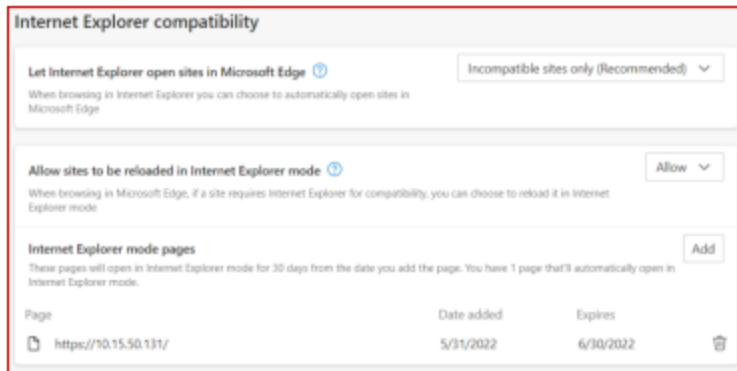 Internet Explorer compatibility
Let Internet Explorer open sites in Microsoft Edge
Incompatible sites only (Recommended)
When browsing in Internet Explorer you can choose to automatically open sites in
Microsoft Edge
Allow sites to be reloaded in Internet Explorer mode
Allow
When browsing in Microsoft Edge, if a site requires Internet Explorer for compatibility, you can choose to reload it in Internet
Explorer mode
Internet Explorer mode pages
Add
These pages will open in Internet Explorer mode for 30 days from the date you add the page. You have 1 page that'll automatically open in
Internet Explorer mode.
Page Date added Expires
https://10.15.50.131/ 5/31/2022 6/30/2022